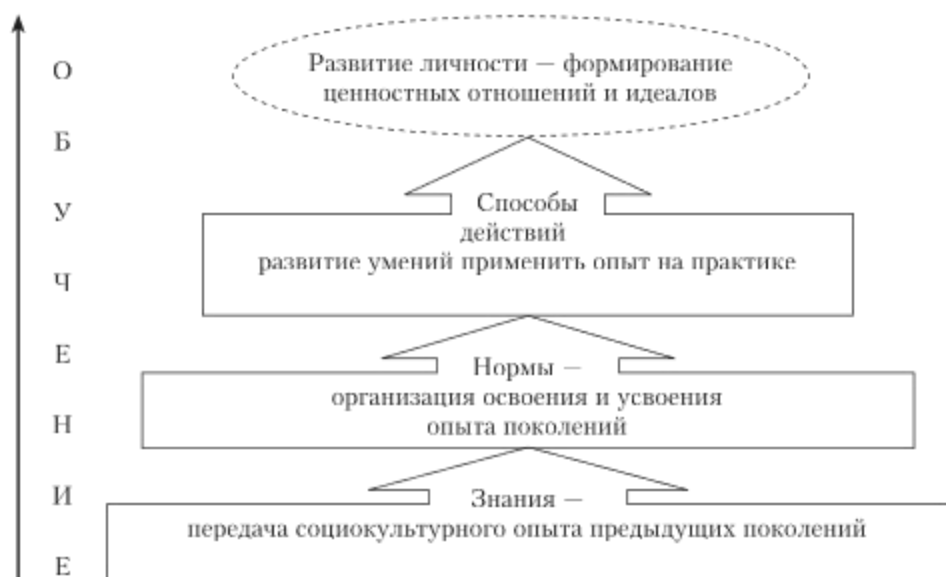 О
Б
У
Ч
Е
Н
И
Е
Развитие личности — формирование
ценностных отношений и идеалов
Способы
действий
развитие умений применить опыт на практике
Нормы —
организация освоения и усвоения
опыта поколений
Знания —
передача социокультурного опыта предыдущих поколений